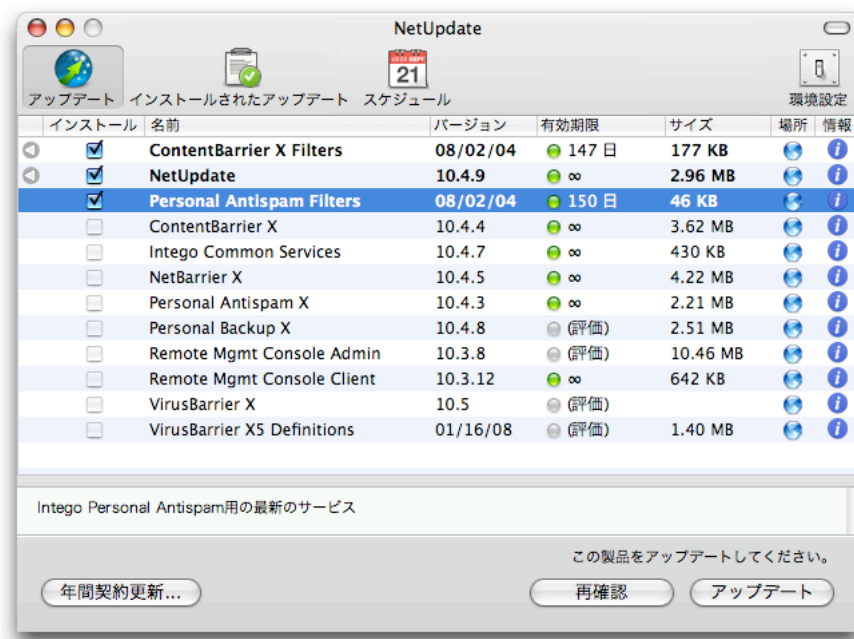 NetUpdate
アップデート インストールされたアップデート スケジュール 環境設定
21
インストール 名前 バージョン 有効期限 サイズ 場所 情報
ContentBarrier X Filters 08/02/04 147 日 177 KB
NetUpdate 10.4.9 ∞ 2.96 MB
Personal Antispam Filters 08/02/04 150 日 46 KB
ContentBarrier X 10.4.4 ∞ 3.62 MB
Intego Common Services 10.4.7 ∞ 430 KB
NetBarrier X 10.4.5 ∞ 4.22 MB
Personal Antispam X 10.4.3 ∞ 2.21 MB
Personal Backup X 10.4.8 (評価) 2.51 MB
Remote Mgmt Console Admin 10.3.8 (評価) 10.46 MB
Remote Mgmt Console Client 10.3.12 ∞ 642 KB
VirusBarrier X 10.5 (評価)
VirusBarrier X5 Definitions 01/16/08 (評価) 1.40 MB
Intego Personal Antispam用の最新のサービス
この製品をアップデートしてください。
年間契約更新... 再確認 アップデート